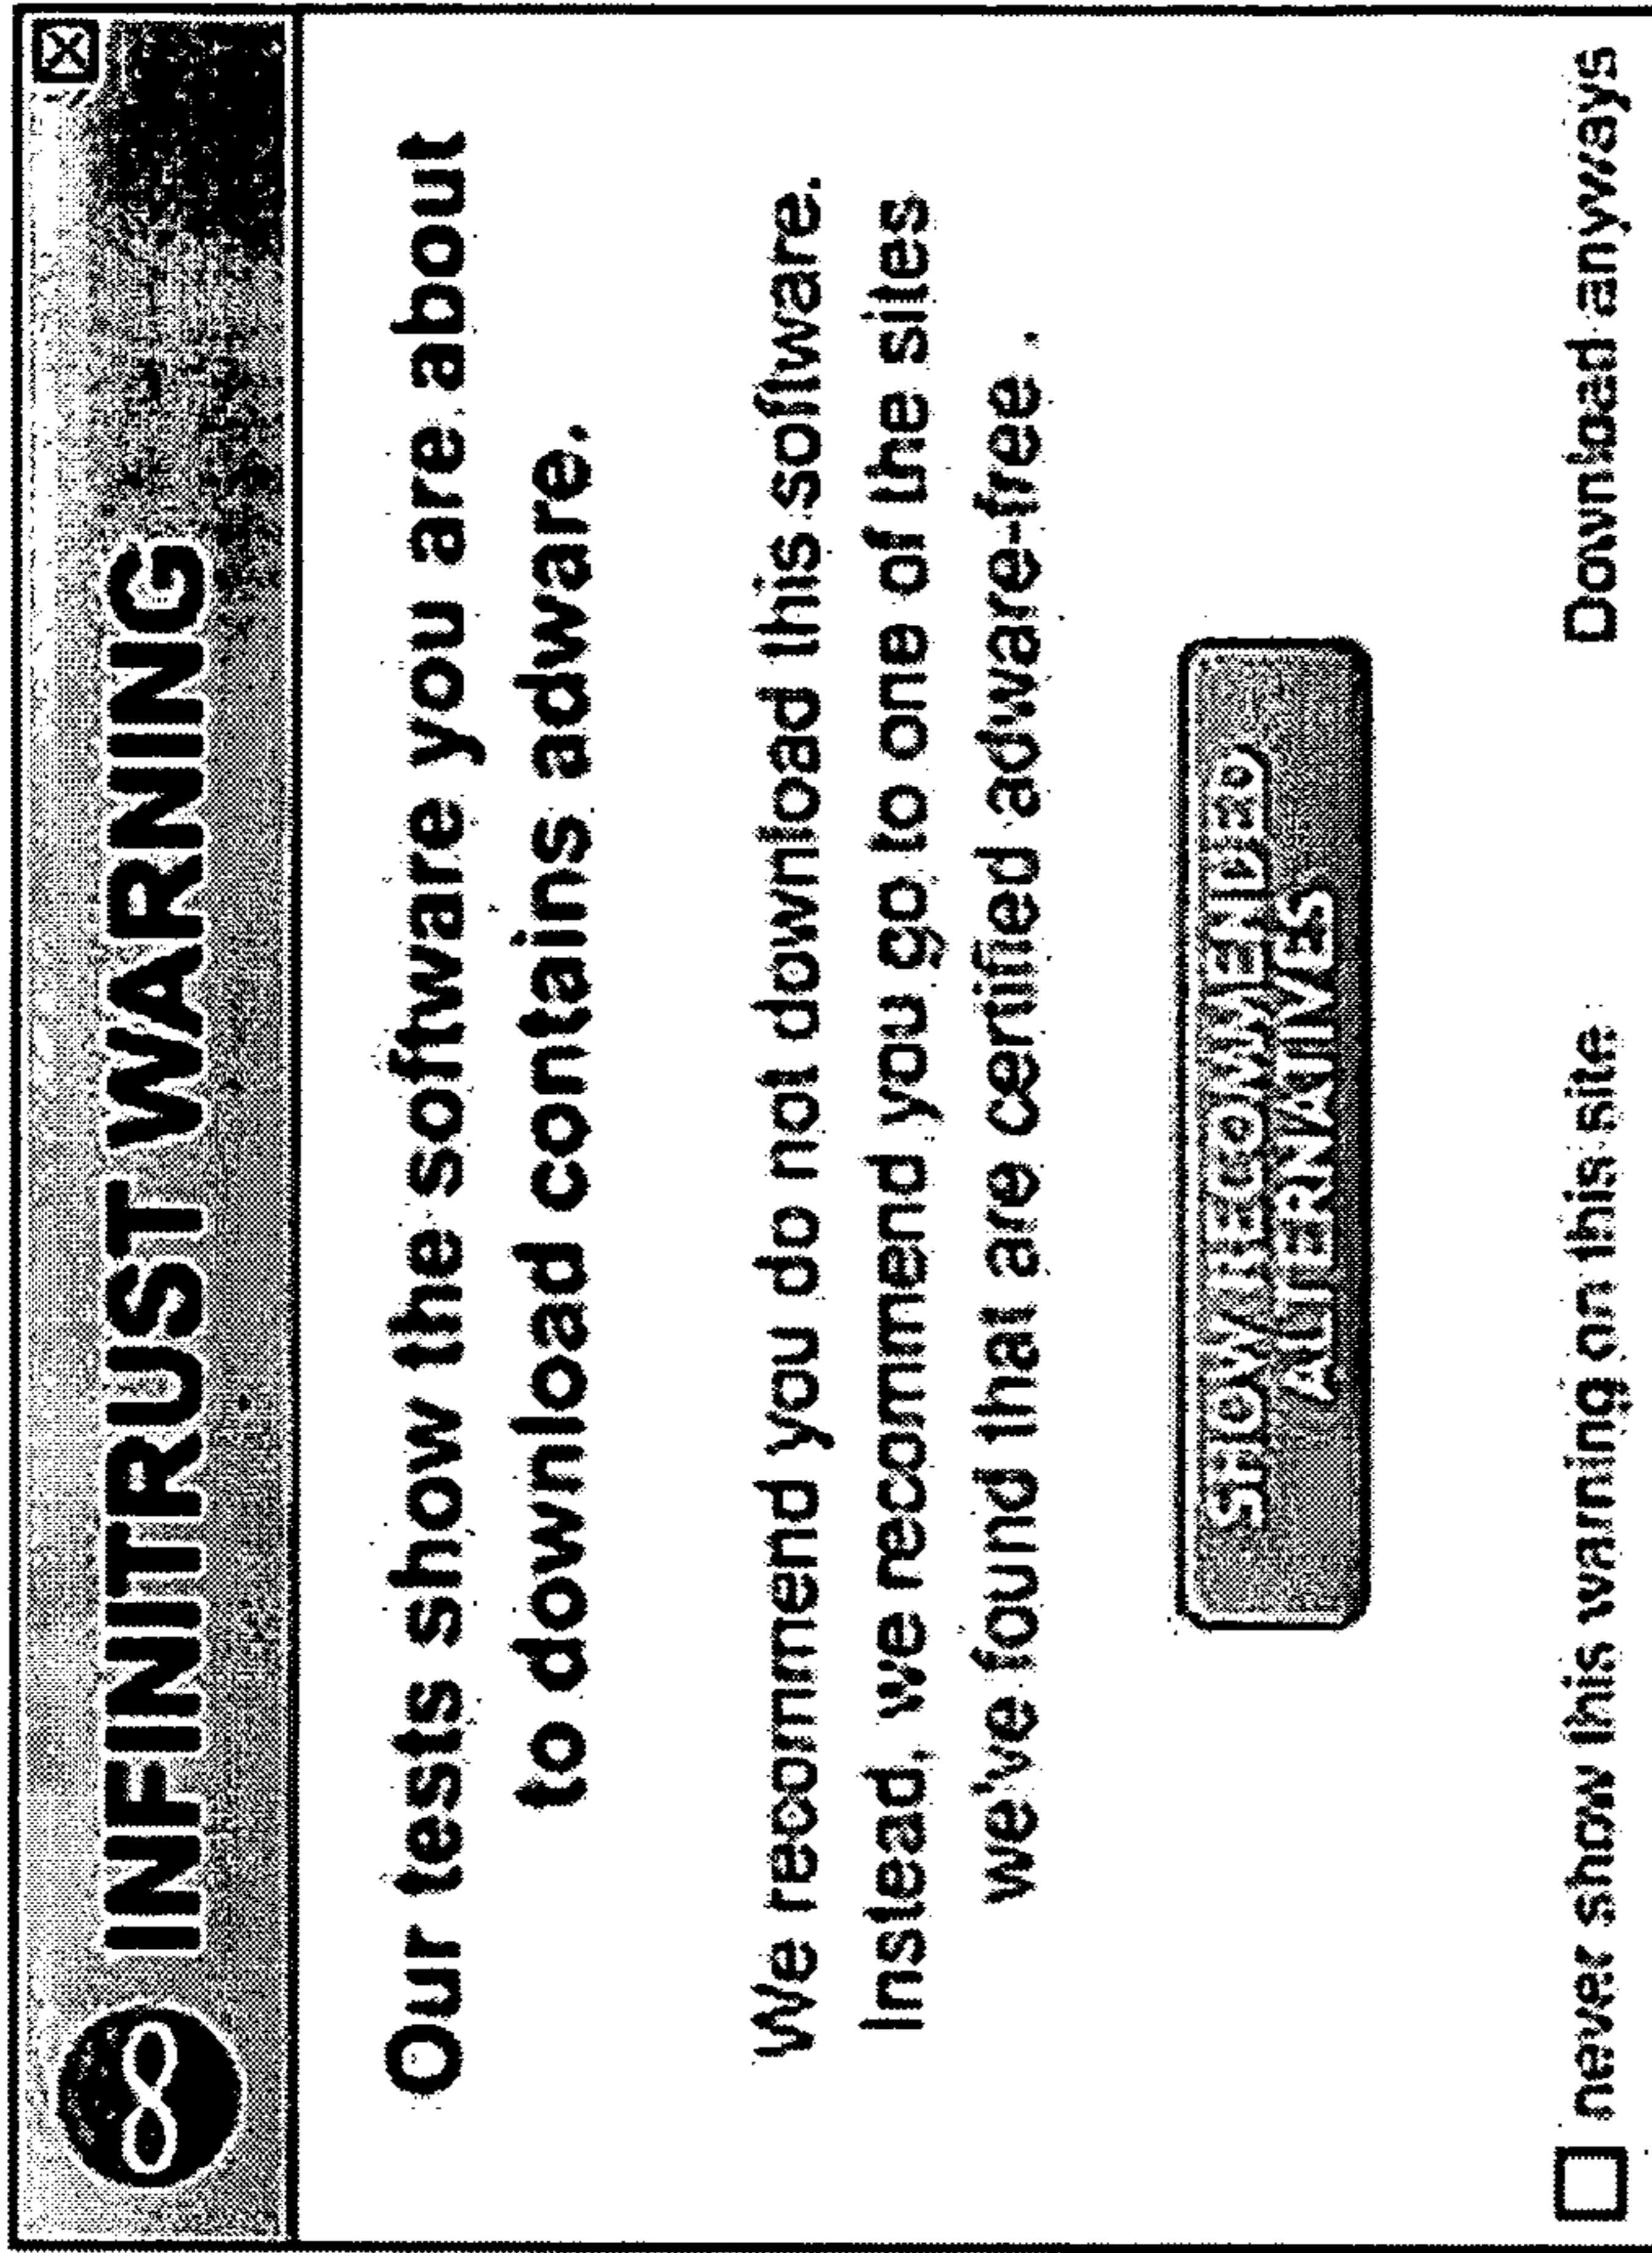 INFINITRUST WARNING
Our tests show the software you are about
to download contains adware.
We recommend you do not download this software.
Instead, we recommend you go to one of the sites
we've found that are certified adware-free .
SHOW RECOMMENDED
ALTERNATIVES
never show this warning on this site
Download anyways